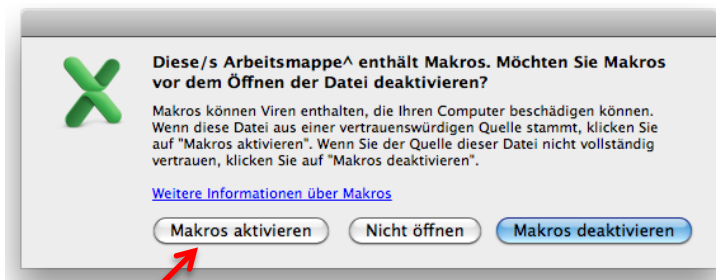 Diese/s Arbeitsmappe^ enthält Makros. Möchten Sie Makros
vor dem Öffnen der Datei deaktivieren?
Makros können Viren enthalten, die Ihren Computer beschädigen können.
Wenn diese Datei aus einer vertrauenswürdigen Quelle stammt, klicken Sie
auf "Makros aktivieren". Wenn Sie der Quelle dieser Datei nicht vollständig
vertrauen, klicken Sie auf "Makros deaktivieren".
Weitere Informationen über Makros
Makros aktivieren Nicht öffnen Makros deaktivieren